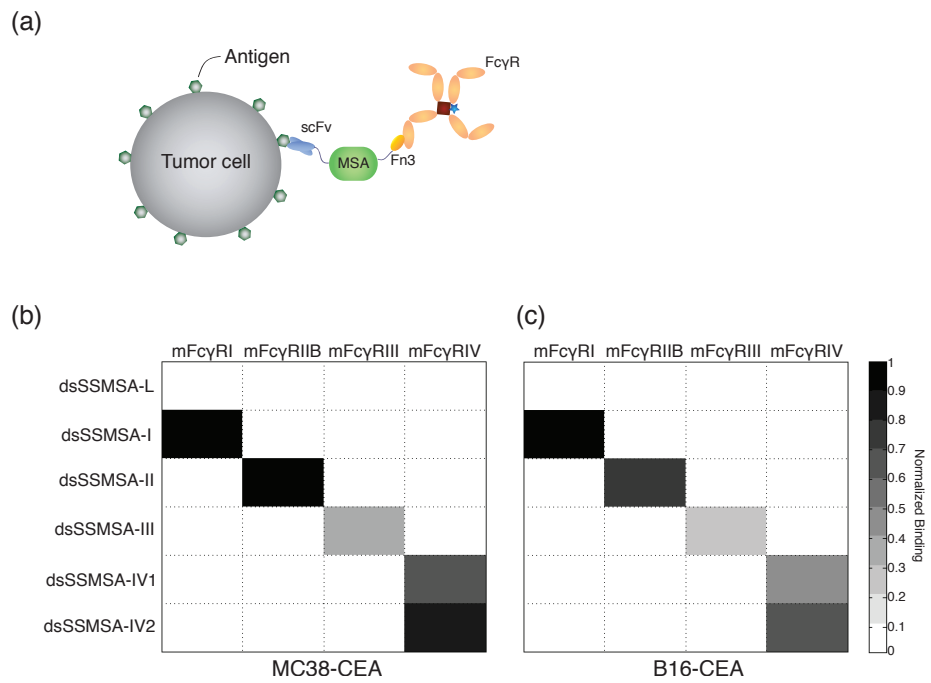 (a)
Antigen
FcγR
scFv
Tumor cell
MSA
Fn3
(b)
(c)
mFcγRI mFcγRIIB mFcγRIII mFcγRIV
mFcγRI mFcγRIIB mFcγRIII mFcγRIV
dsSSMSA-L
dsSSMSA-I
dsSSMSA-II
dsSSMSA-III
dsSSMSA-IV1
dsSSMSA-IV2
MC38-CEA
B16-CEA
1
0.9
0.8
0.7
0.6
0.5
0.4
0.3
0.2
0.1
0
Normalized Binding